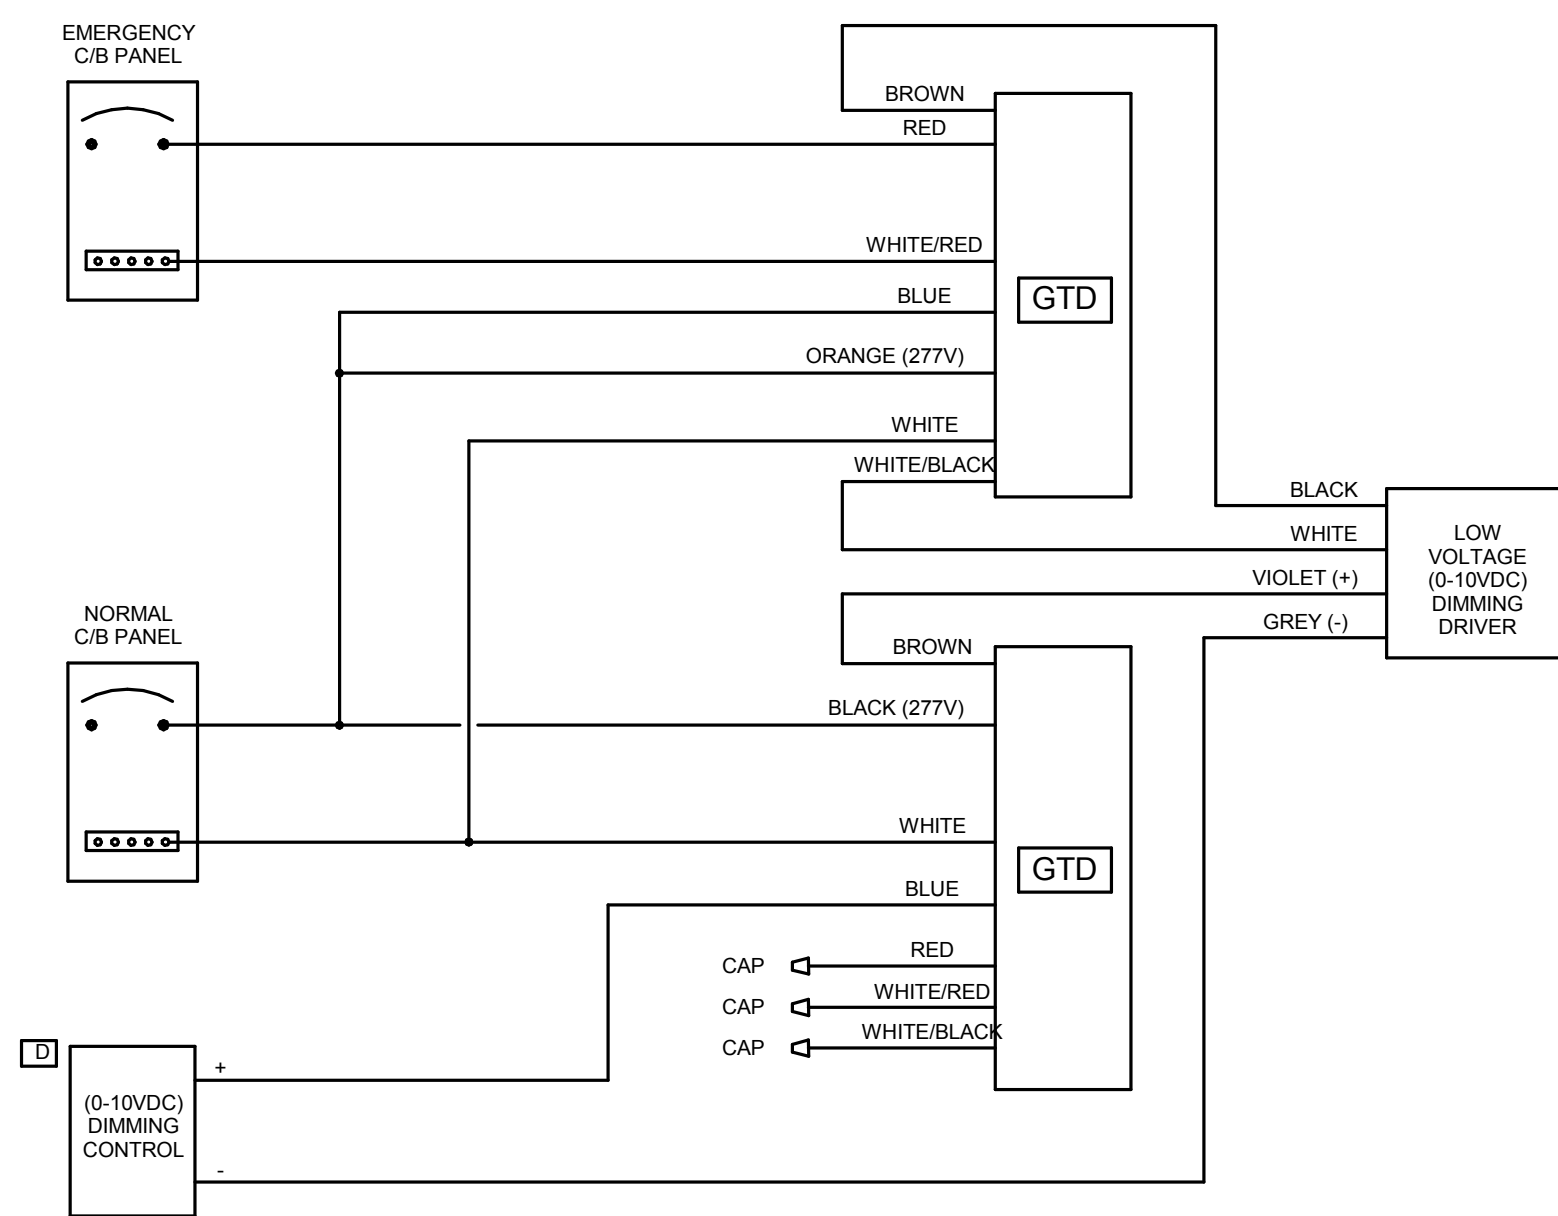 EMERGENCY
C/B PANEL
BROWN
RED
WHITE/RED
BLUE
GTD
ORANGE (277V)
WHITE
WHITE/BLACK
BLACK
WHITE
VIOLET (+)
GREY (-)
LOW
VOLTAGE
(0-10VDC)
DIMMING
DRIVER
NORMAL
C/B PANEL
BROWN
BLACK (277V)
WHITE
GTD
BLUE
CAP RED
CAP WHITE/RED
CAP WHITE/BLACK
D
+
(0-10VDC)
DIMMING
CONTROL
-